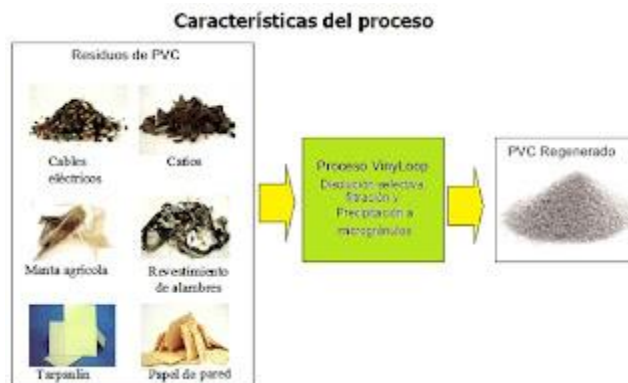 Características del proceso
Residuos de PVC
Cables
eléctricos
Caños
Manta agrícola
Revestimiento
de alambres
Tarpaulin
Papel de pared
Proceso VinyLoop
Disolución selectiva
filtración y
Precipitación a
microgránulos
PVC Regenerado